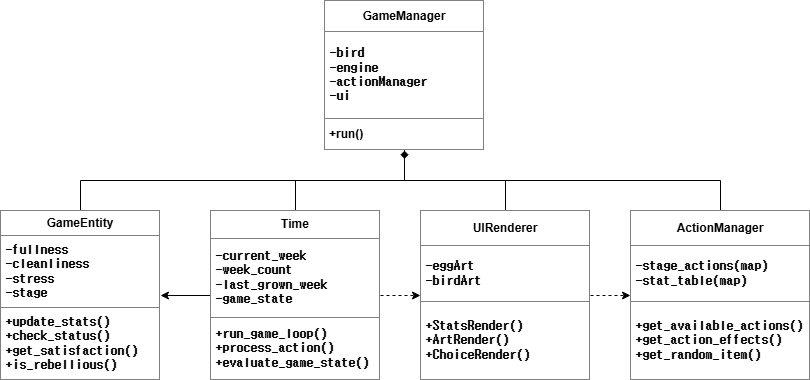 GameManager
-bird
-engine
-actionManager
-ui
+run()
GameEntity
-fullness
-cleanliness
-stress
-stage
+update_stats()
+check_status()
+get_satisfaction()
+is_rebellious()
Time
-current_week
-week_count
-last_grown_week
-game_state
+run_game_loop()
+process_action()
+evaluate_game_state()
UIRenderer
-eggArt
-birdArt
+StatsRender()
+ArtRender()
+ChoiceRender()
ActionManager
-stage_actions(map)
-stat_table(map)
+get_available_actions()
+get_action_effects()
+get_random_item()